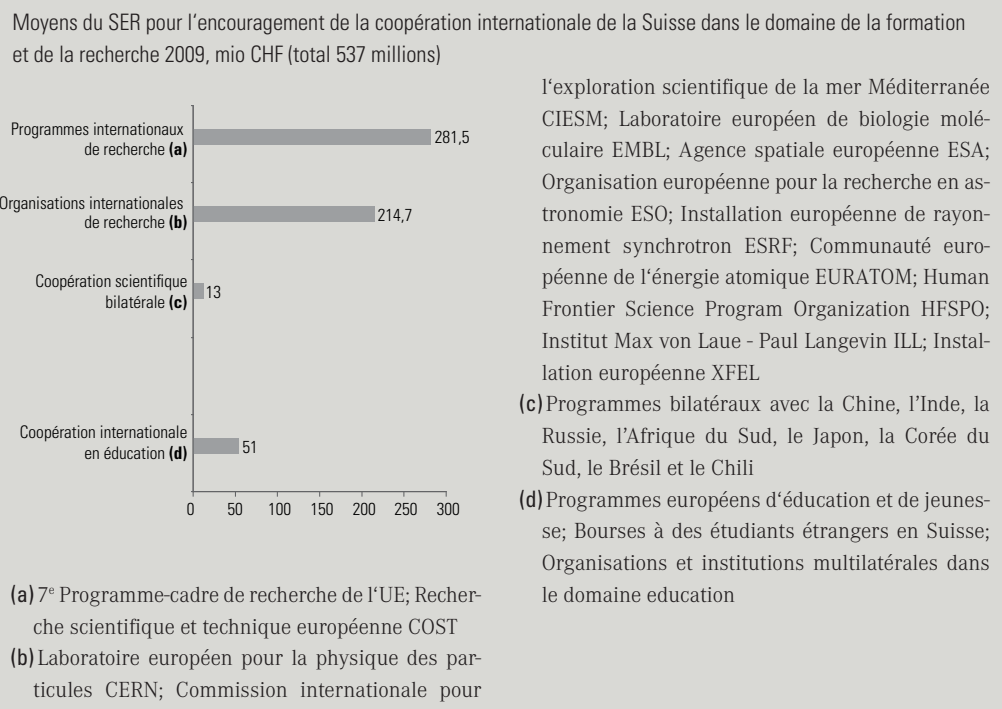 Moyens du SER pour l‘encouragement de la coopération internationale de la Suisse dans le domaine de la formation
et de la recherche 2009, mio CHF (total 537 millions)
Programmes internationaux
de recherche (a)
281,5
Organisations internationales
de recherche (b)
214,7
Coopération scientifique
bilatérale (c)
13
Coopération internationale
en éducation (d)
51
0 50 100 150 200 250 300
(a) 7e Programme-cadre de recherche de l‘UE; Recher-
che scientifique et technique européenne COST
(b) Laboratoire européen pour la physique des par-
ticules CERN; Commission internationale pour
l‘exploration scientifique de la mer Méditerranée
CIESM; Laboratoire européen de biologie molé-
culaire EMBL; Agence spatiale européenne ESA;
Organisation européenne pour la recherche en as-
tronomie ESO; Installation européenne de rayon-
nement synchrotron ESRF; Communauté euro-
péenne de l‘énergie atomique EURATOM; Human
Frontier Science Program Organization HFSPO;
Institut Max von Laue - Paul Langevin ILL; Instal-
lation européenne XFEL
(c) Programmes bilatéraux avec la Chine, l’Inde, la
Russie, l’Afrique du Sud, le Japon, la Corée du
Sud, le Brésil et le Chili
(d) Programmes européens d‘éducation et de jeunes-
se; Bourses à des étudiants étrangers en Suisse;
Organisations et institutions multilatérales dans
le domaine education